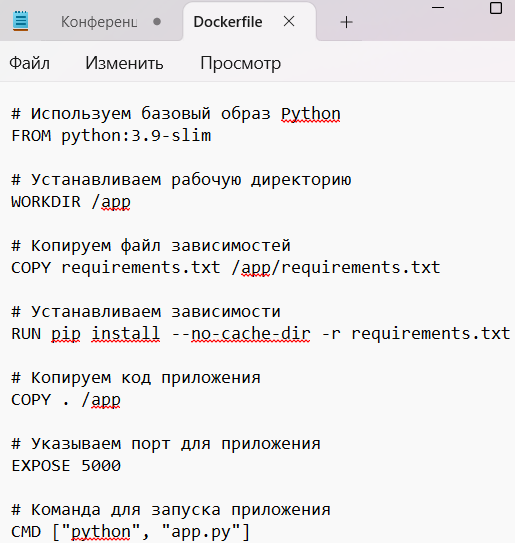 Конференц
Dockerfile
Файл Изменить Просмотр
# Используем базовый образ Python
FROM python:3.9-slim
# Устанавливаем рабочую директорию
WORKDIR /app
# Копируем файл зависимостей
COPY requirements.txt /app/requirements.txt
# Устанавливаем зависимости
RUN pip install --no-cache-dir -r requirements.txt
# Копируем код приложения
COPY . /app
# Указываем порт для приложения
EXPOSE 5000
# Команда для запуска приложения
CMD ["python", "app.py"]